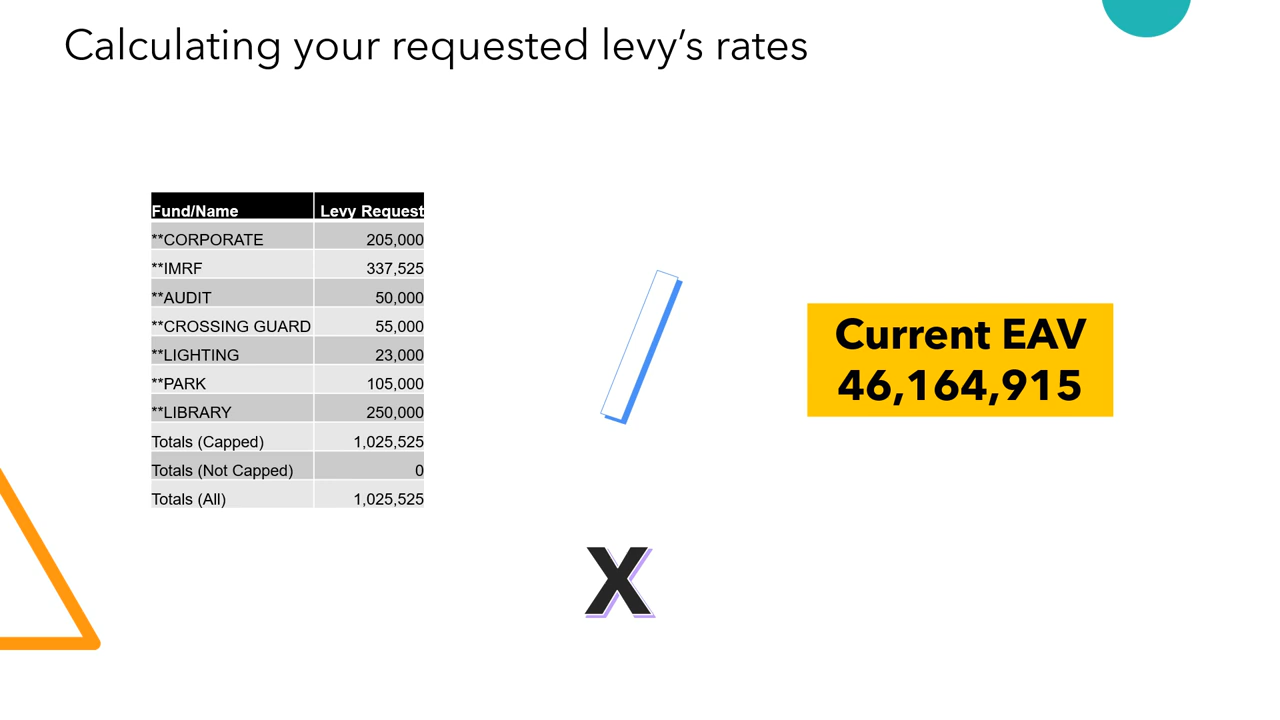 Calculating your requested levy’s rates
Fund/Name Levy Request
**CORPORATE 205,000
**IMRF 337,525
**AUDIT 50,000
**CROSSING GUARD 55,000
**LIGHTING 23,000
**PARK 105,000
**LIBRARY 250,000
Totals (Capped) 1,025,525
Totals (Not Capped) 0
Totals (All) 1,025,525
/
Current EAV
46,164,915
X